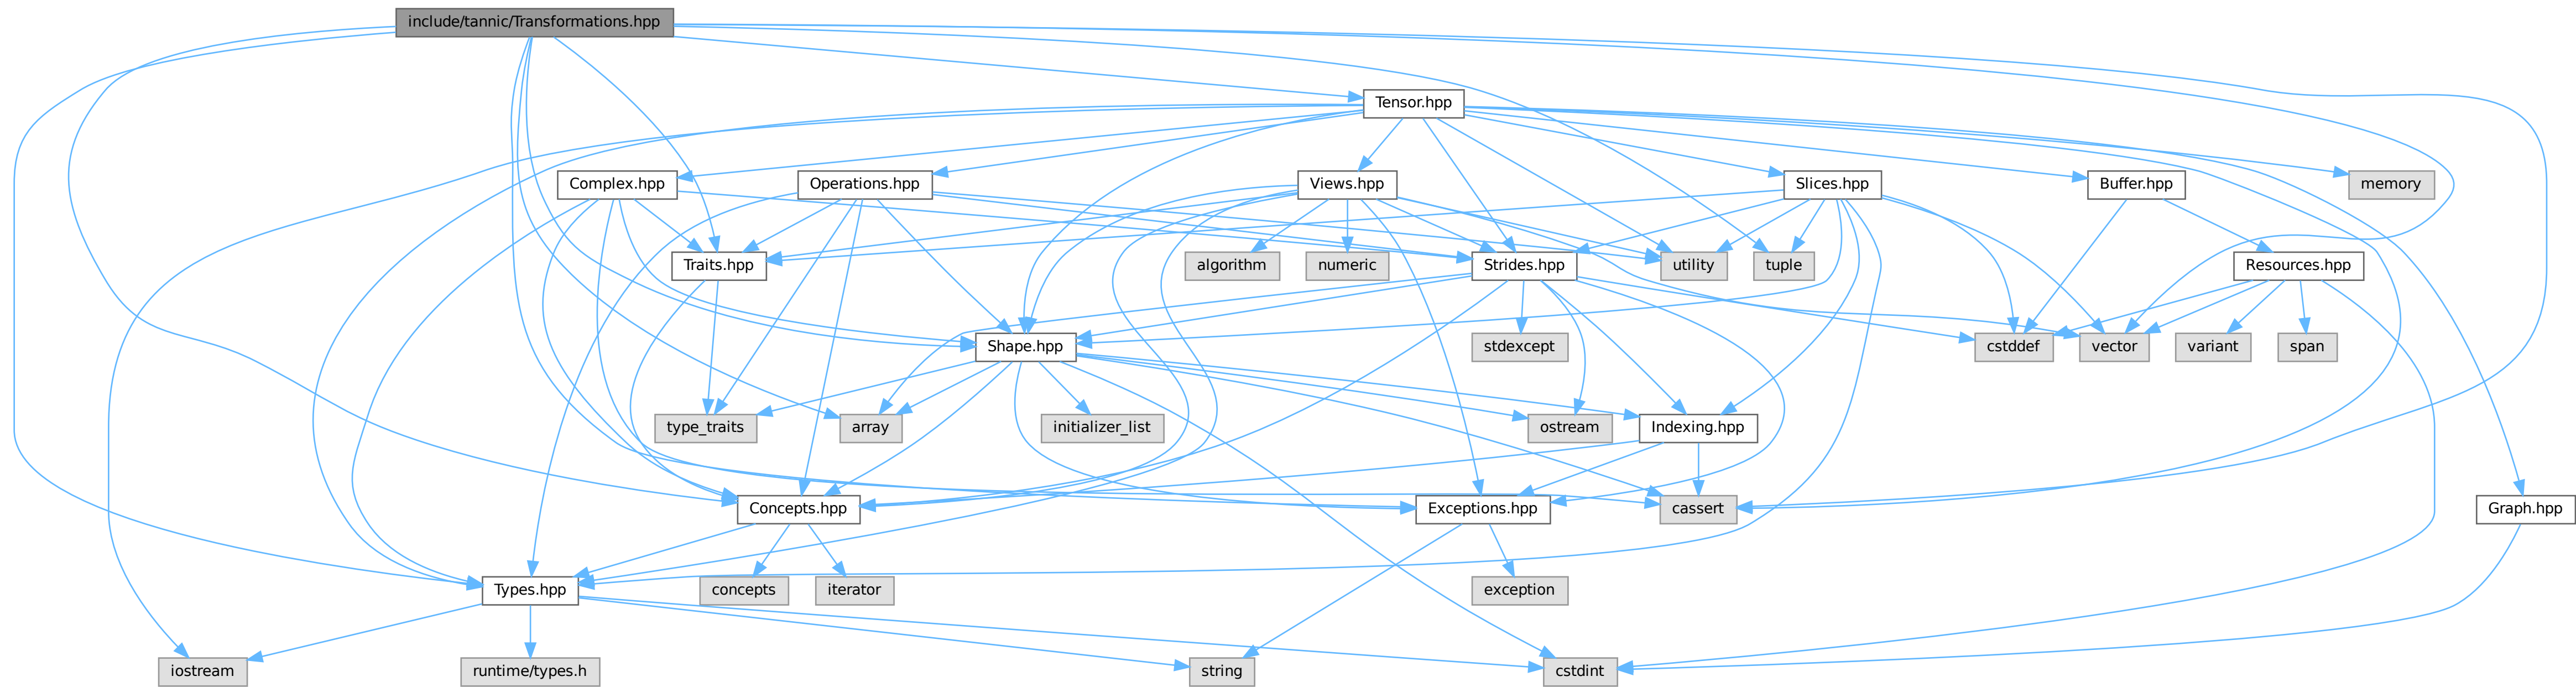 include/tannic/Transformations.hpp
Tensor.hpp
Complex.hpp
Operations.hpp
Views.hpp
Slices.hpp
Buffer.hpp
memory
Traits.hpp
algorithm
numeric
Strides.hpp
utility
tuple
Resources.hpp
Shape.hpp
stdexcept
cstddef
vector
variant
span
type_traits
array
initializer_list
ostream
Indexing.hpp
Concepts.hpp
Exceptions.hpp
cassert
Graph.hpp
Types.hpp
concepts
iterator
exception
iostream
runtime/types.h
string
cstdint